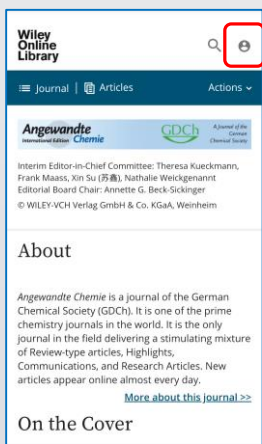 Wiley
Online
Library
Journal | Articles
Actions
Angewandte
International Edition Chemie
GDCh
A Journal of the
German
Chemical Society
Interim Editor-in-Chief Committee: Theresa Kueckmann,
Frank Maass, Xin Su (苏鑫), Nathalie Weickgenannt
Editorial Board Chair: Annette G. Beck-Sickinger
© WILEY-VCH Verlag GmbH & Co. KGaA, Weinheim
About
Angewandte Chemie is a journal of the German
Chemical Society (GDCh). It is one of the prime
chemistry journals in the world. It is the only
journal in the field delivering a stimulating mixture
of Review-type articles, Highlights,
Communications, and Research Articles. New
articles appear online almost every day.
More about this journal >>
On the Cover